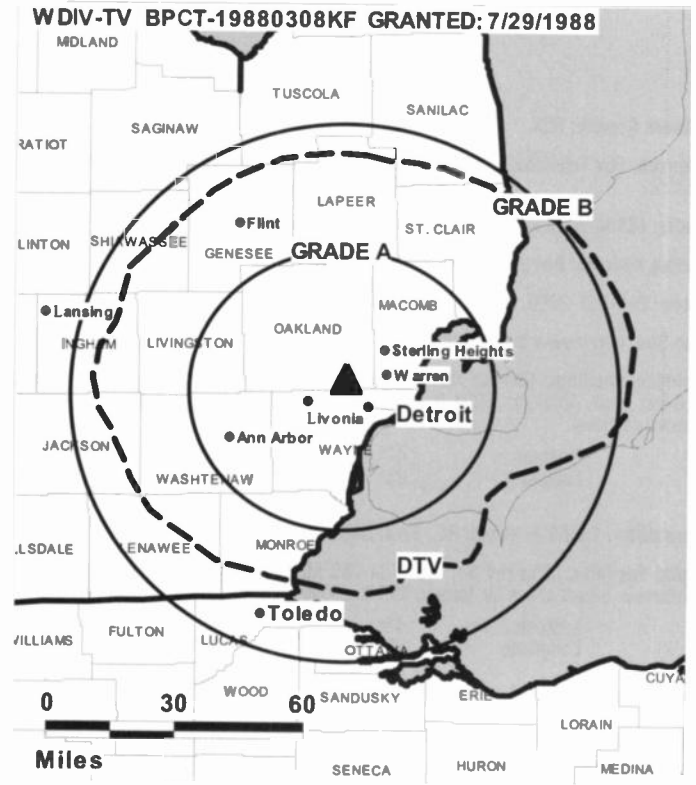 WDIV-TV BPCT-19880308KF GRANTED: 7/29/1988
MIDLAND
TUSCOLA
SANILAC
SAGINAW
RATIOT
LAPEER
GRADE B
Flint
ST. CLAIR
LINTON
SHIAWASSEE
GENESEE
GRADE A
MACOMB
Lansing
OAKLAND
INGHAM
LIVINGSTON
Sterling Heights
Warren
Livonia
Detroit
Ann Arbor
JACKSON
WAYNE
WASHTENAW
LLSDALE
LENAWEE
MONROE
DTV
Toledo
WILLIAMS
FULTON
LUCAS
OTTAWA
CUYA
WOOD
SANDUSKY
ERIE
0 30 60
LORAIN
Miles
SENECA
HURON
MEDINA